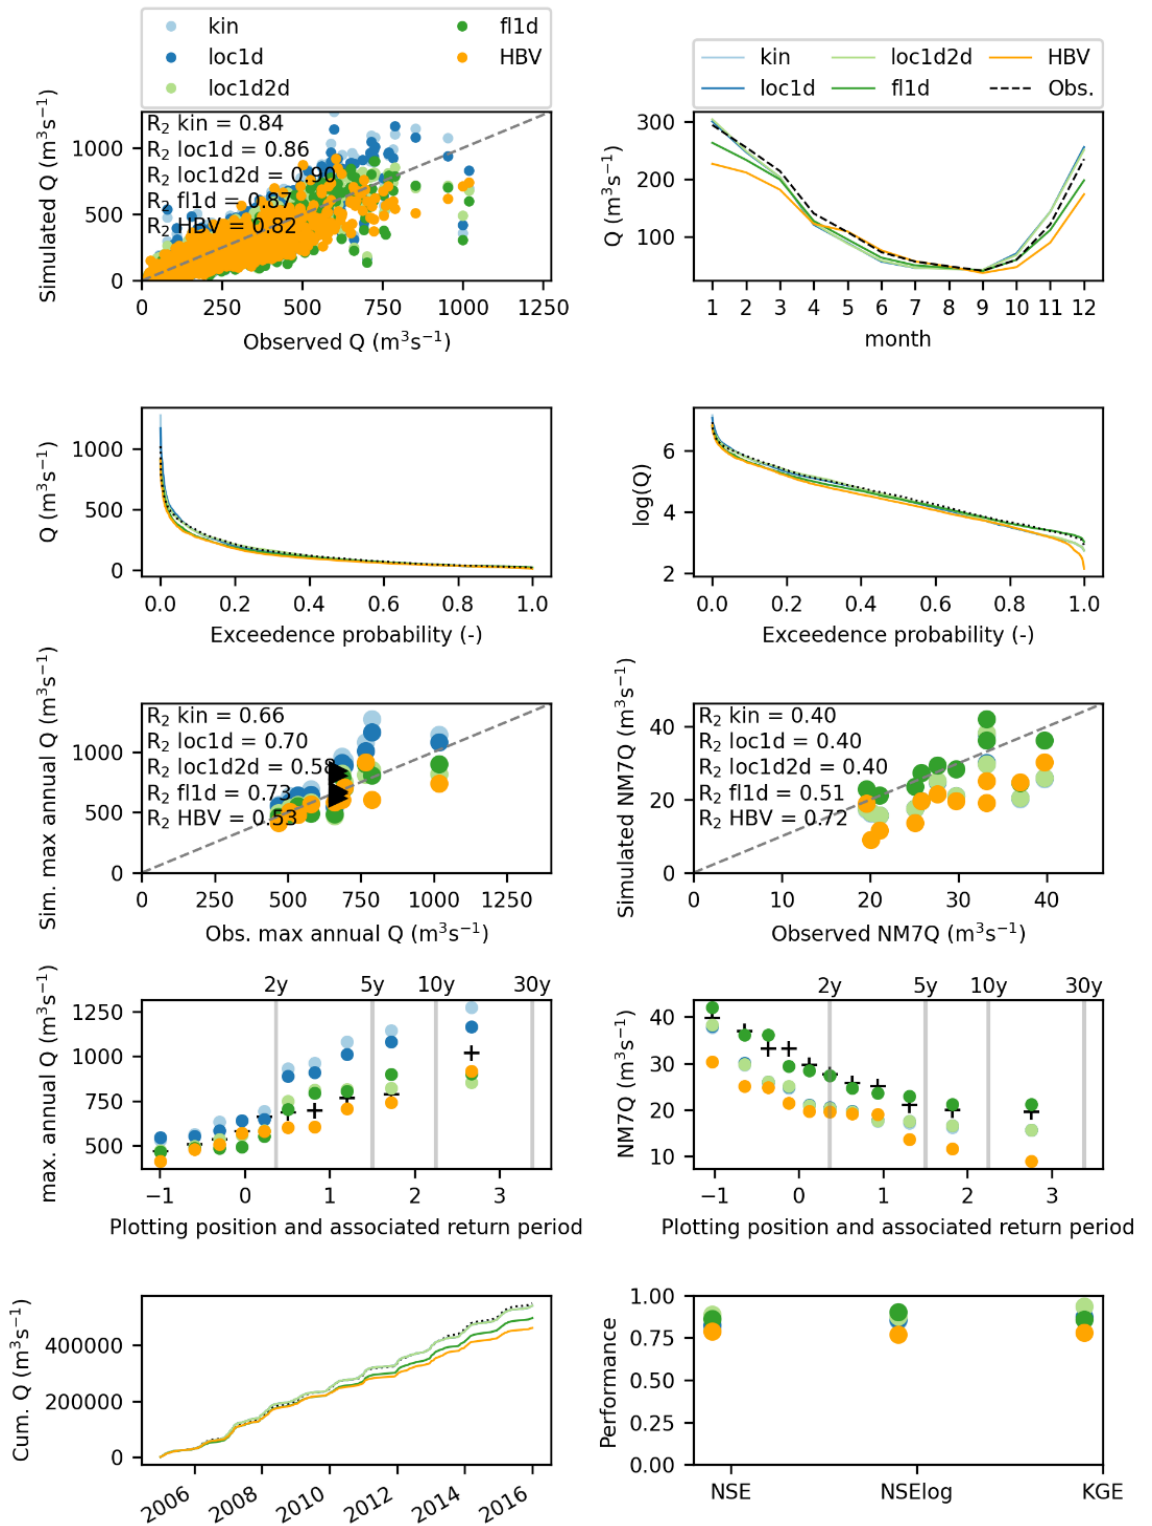 kin
loc1d
loc1d2d
fl1d
HBV
R₂ kin = 0.84
R₂ loc1d = 0.86
R₂ loc1d2d = 0.90
R₂ fl1d = 0.87
R₂ HBV = 0.82
Simulated Q (m³s⁻¹)
1000
500
0
0 250 500 750 1000 1250
Observed Q (m³s⁻¹)
kin loc1d2d HBV
loc1d fl1d Obs.
Q (m³s⁻¹)
300
200
100
1 2 3 4 5 6 7 8 9 10 11 12
month
Q (m³s⁻¹)
1000
500
0
0.0 0.2 0.4 0.6 0.8 1.0
Exceedence probability (-)
log(Q)
6
4
2
0.0 0.2 0.4 0.6 0.8 1.0
Exceedence probability (-)
Sim. max annual Q (m³s⁻¹)
R₂ kin = 0.66
R₂ loc1d = 0.70
R₂ loc1d2d = 0.58
R₂ fl1d = 0.73
R₂ HBV = 0.53
1000
500
0
0 250 500 750 1000 1250
Obs. max annual Q (m³s⁻¹)
Simulated NM7Q (m³s⁻¹)
R₂ kin = 0.40
R₂ loc1d = 0.40
R₂ loc1d2d = 0.40
R₂ fl1d = 0.51
R₂ HBV = 0.72
40
20
0
0 10 20 30 40
Observed NM7Q (m³s⁻¹)
2y 5y 10y 30y
max. annual Q (m³s⁻¹)
1250
1000
750
500
−1 0 1 2 3
Plotting position and associated return period
2y 5y 10y 30y
NM7Q (m³s⁻¹)
40
30
20
10
−1 0 1 2 3
Plotting position and associated return period
Cum. Q (m³s⁻¹)
400000
200000
0
2006 2008 2010 2012 2014 2016
Performance
1.00
0.75
0.50
0.25
0.00
NSE NSElog KGE